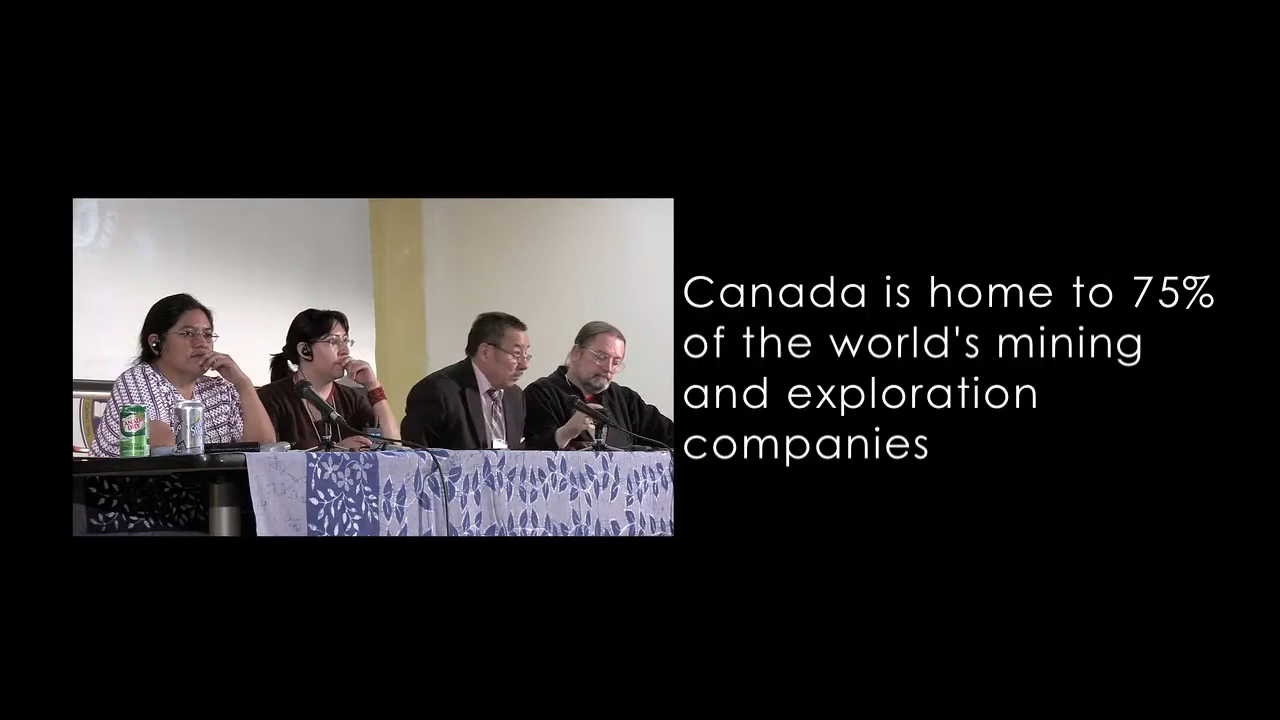 Canada is home to 75%
of the world's mining
and exploration
companies